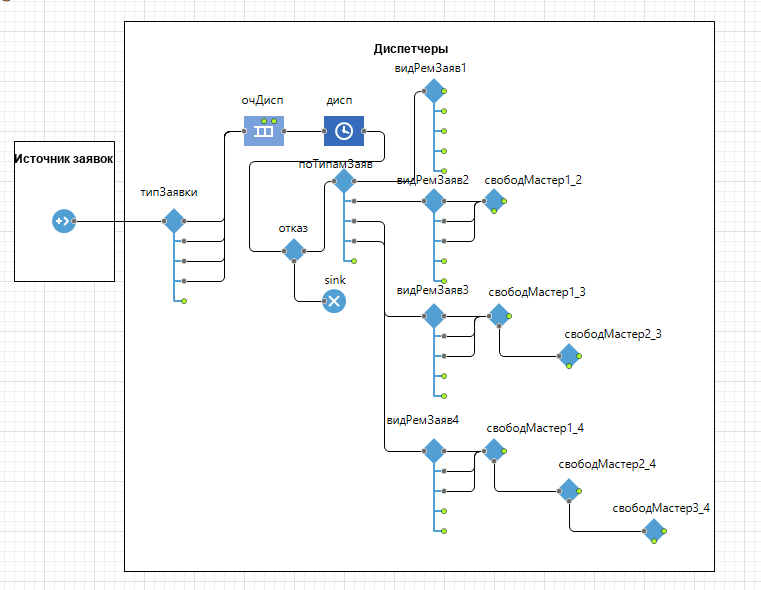 Диспетчеры
видРемЗаяв1
очДисп
дисп
Источник заявок
поТипамЗаяв
типЗаявки
видРемЗаяв2
свободМастер1_2
отказ
sink
видРемЗаяв3
свободМастер1_3
свободМастер2_3
видРемЗаяв4
свободМастер1_4
свободМастер2_4
свободМастер3_4